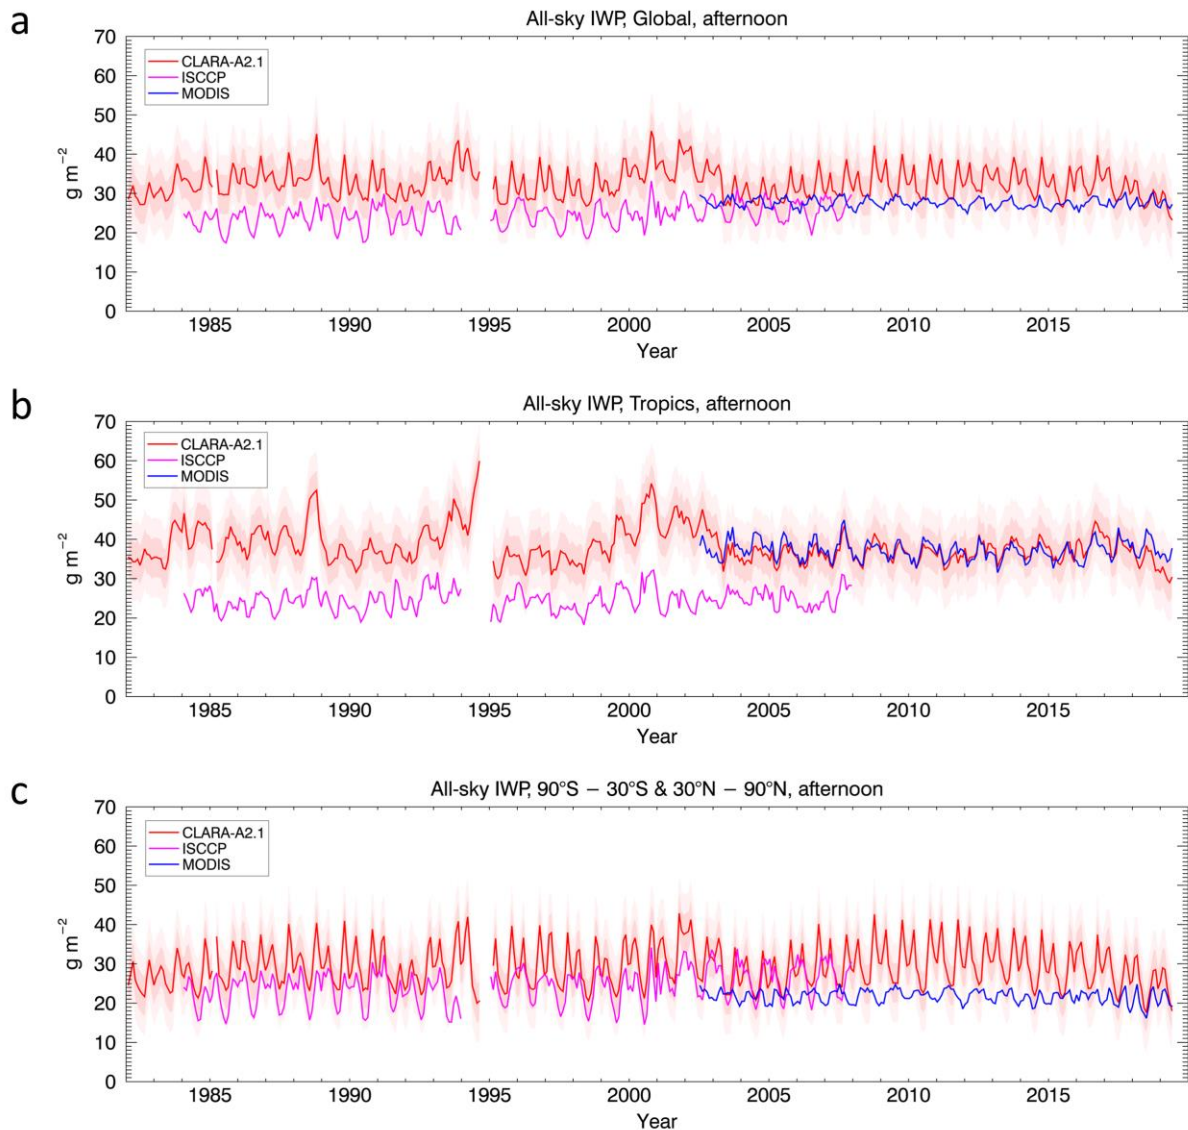 a
All-sky IWP, Global, afternoon
70
60
50
40
30
20
10
0
g m⁻²
CLARA-A2.1
ISCCP
MODIS
1985 1990 1995 2000 2005 2010 2015
Year
b
All-sky IWP, Tropics, afternoon
70
60
50
40
30
20
10
0
g m⁻²
CLARA-A2.1
ISCCP
MODIS
1985 1990 1995 2000 2005 2010 2015
Year
c
All-sky IWP, 90°S − 30°S & 30°N − 90°N, afternoon
70
60
50
40
30
20
10
0
g m⁻²
CLARA-A2.1
ISCCP
MODIS
1985 1990 1995 2000 2005 2010 2015
Year